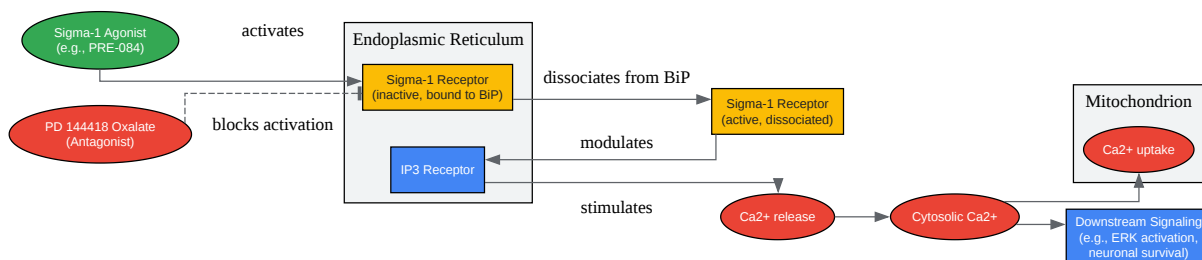 Sigma-1 Agonist
(e.g., PRE-084)
activates
PD 144418 Oxalate
(Antagonist)
blocks activation
Endoplasmic Reticulum
Sigma-1 Receptor
(inactive, bound to BiP)
IP3 Receptor
dissociates from BiP
Sigma-1 Receptor
(active, dissociated)
modulates
stimulates
Ca2+ release
Cytosolic Ca2+
Mitochondrion
Ca2+ uptake
Downstream Signaling
(e.g., ERK activation,
neuronal survival)